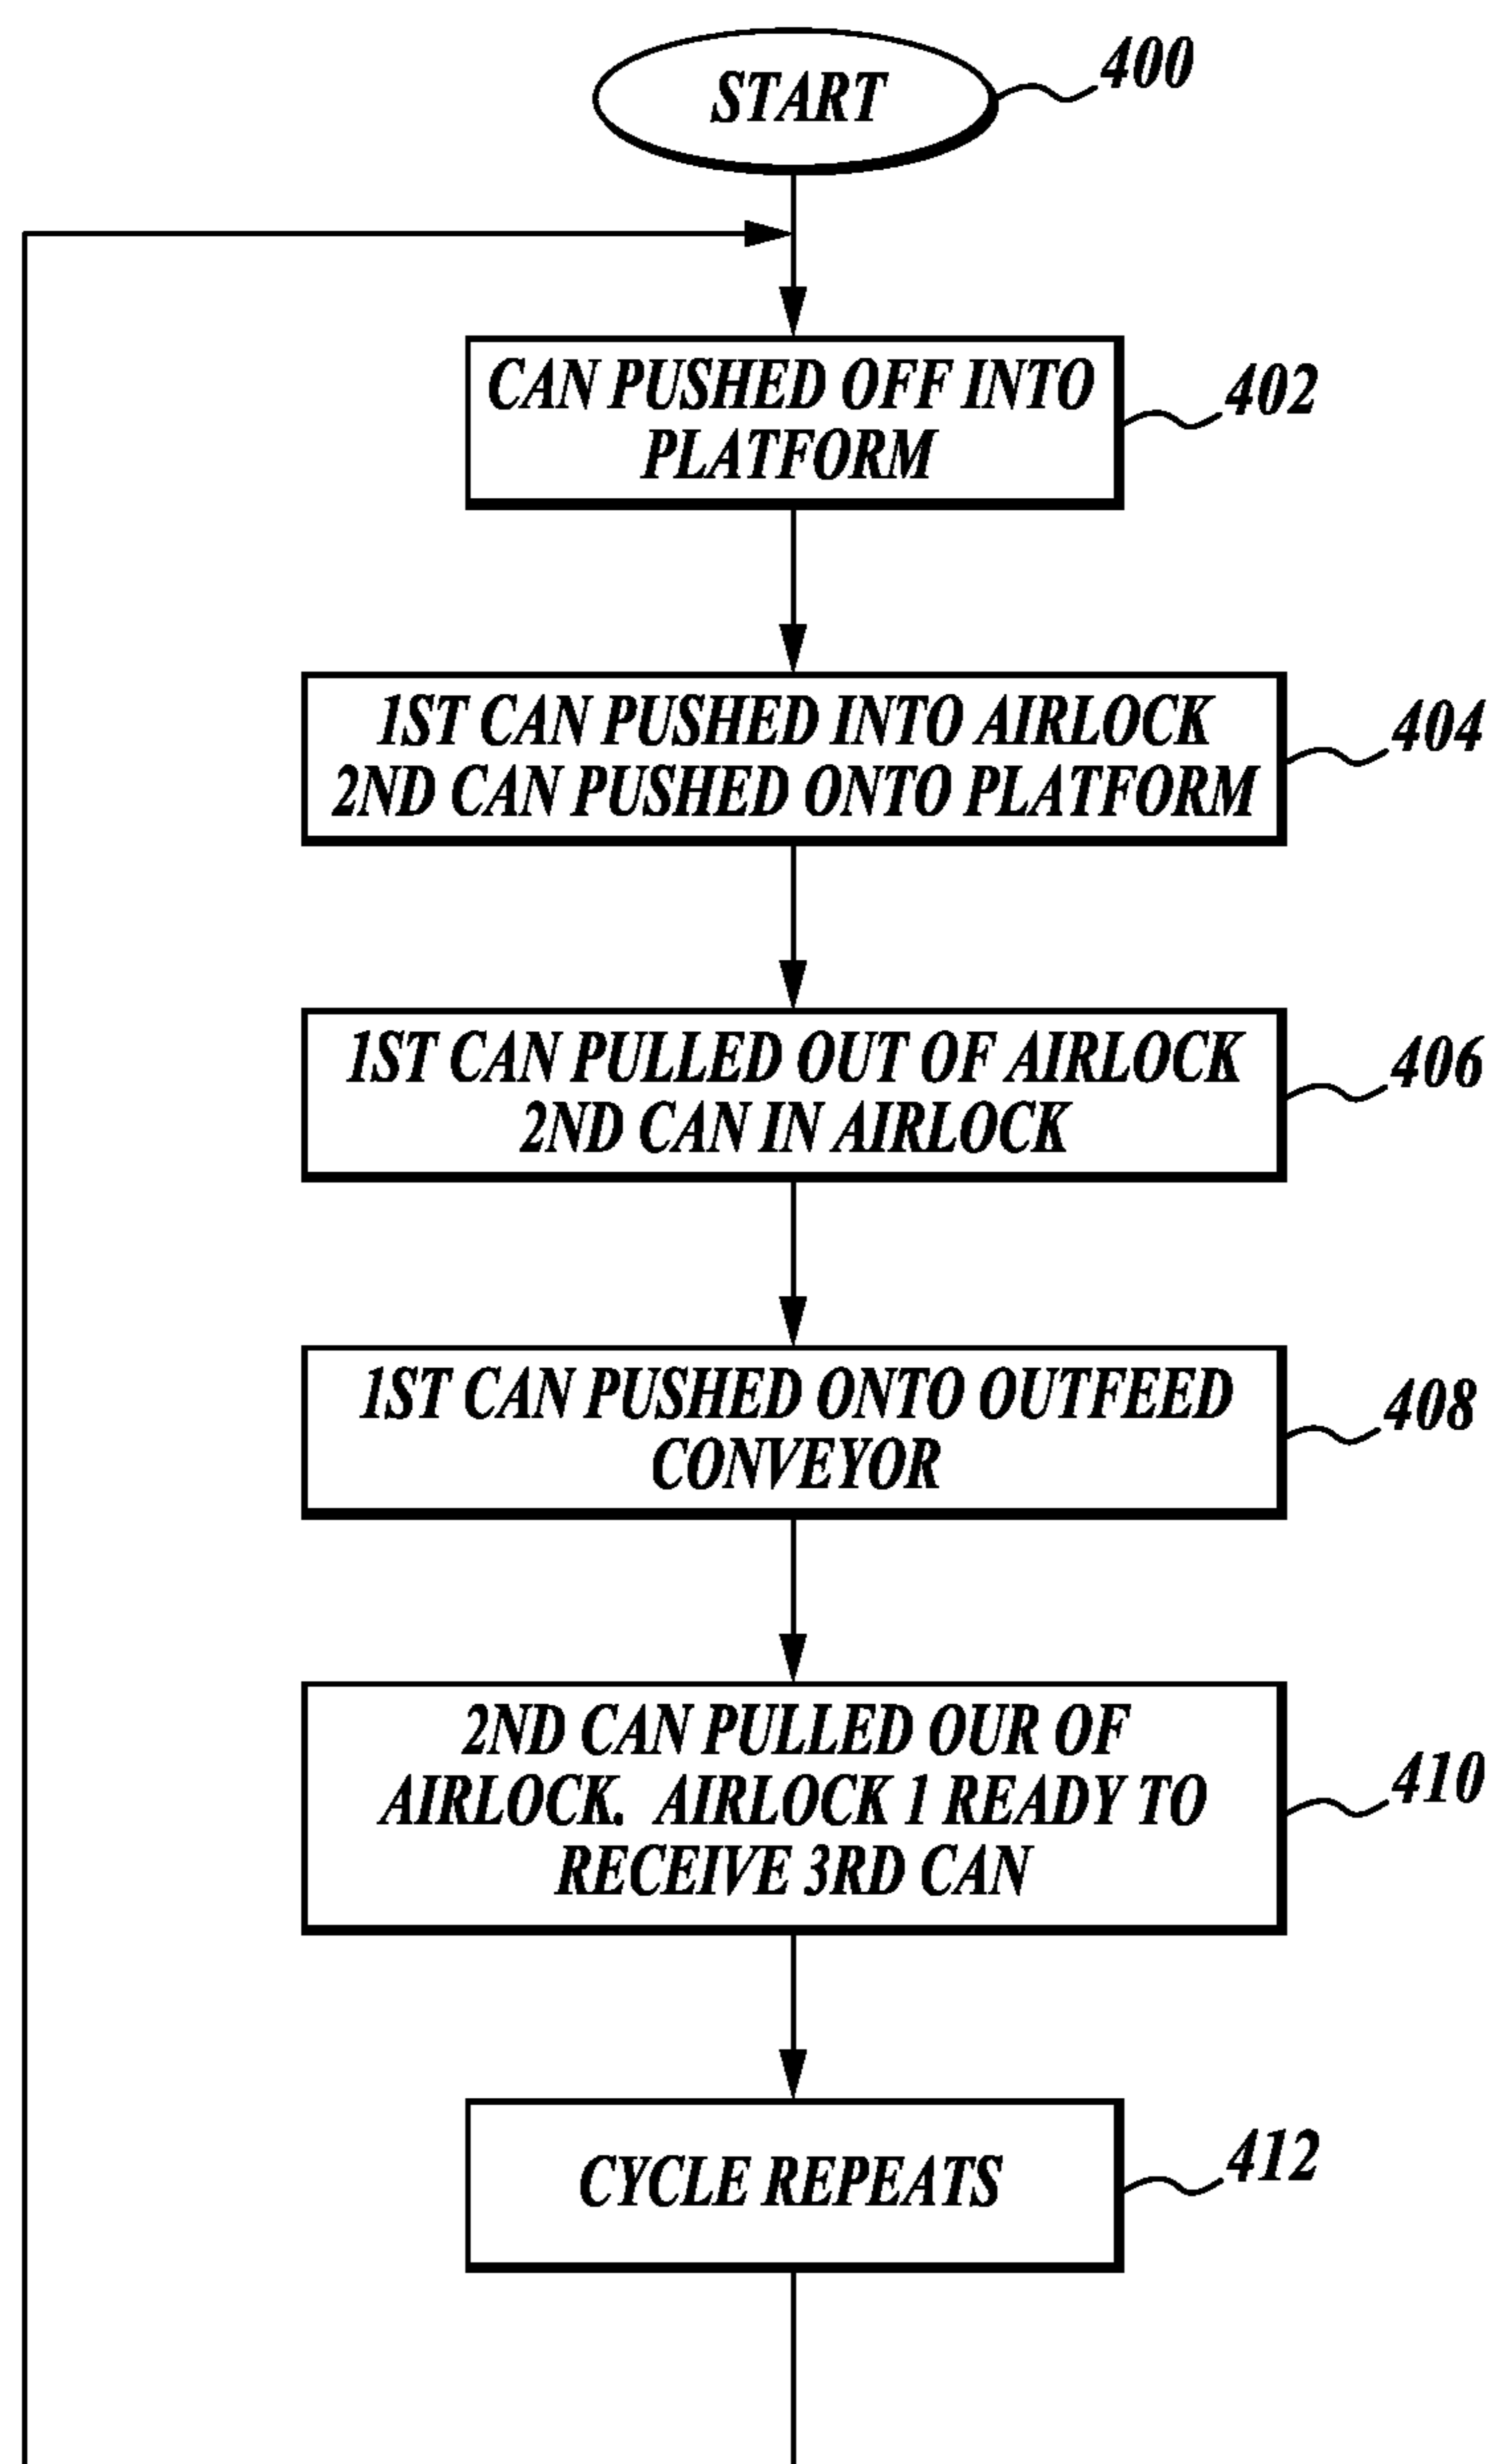 START
400
CAN PUSHED OFF INTO
PLATFORM
402
1ST CAN PUSHED INTO AIRLOCK
2ND CAN PUSHED ONTO PLATFORM
404
1ST CAN PULLED OUT OF AIRLOCK
2ND CAN IN AIRLOCK
406
1ST CAN PUSHED ONTO OUTFEED
CONVEYOR
408
2ND CAN PULLED OUR OF
AIRLOCK. AIRLOCK 1 READY TO
RECEIVE 3RD CAN
410
CYCLE REPEATS
412